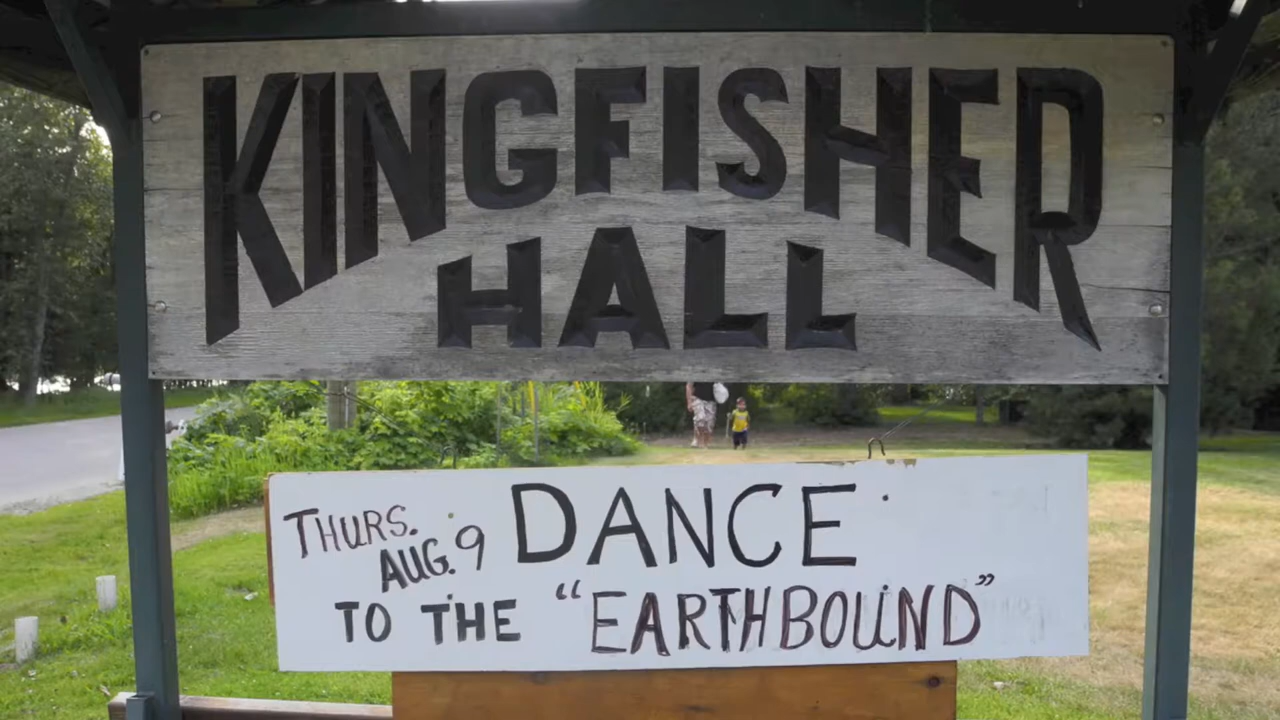 KINGFISHER
HALL
THURS. AUG. 9 DANCE
TO THE "EARTHBOUND"